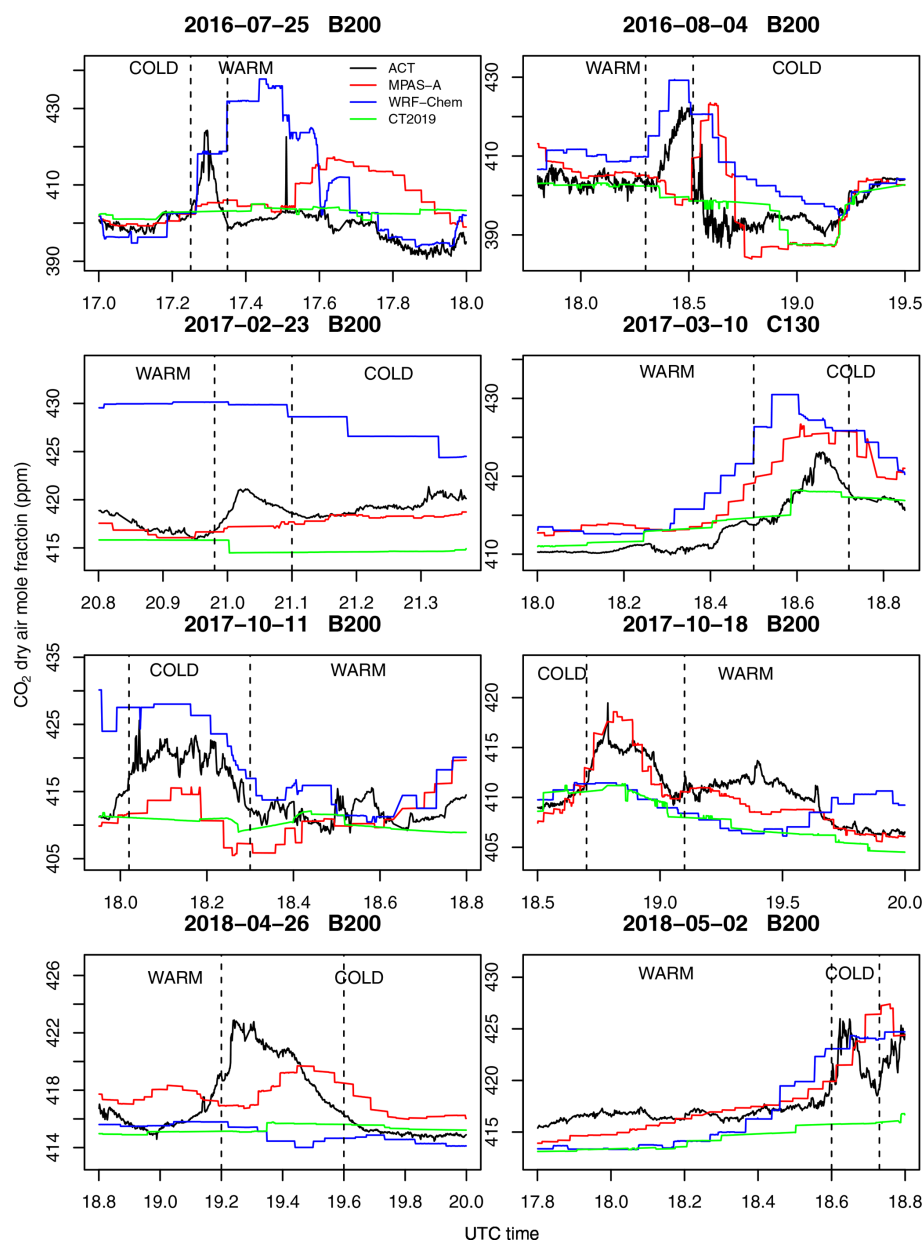 2016−07−25 B200
COLD WARM
ACT
MPAS−A
WRF−Chem
CT2019
390 410 430
17.0 17.2 17.4 17.6 17.8 18.0
2016−08−04 B200
WARM COLD
390 410 430
18.0 18.5 19.0 19.5
2017−02−23 B200
WARM COLD
415 420 425 430
20.8 20.9 21.0 21.1 21.2 21.3
2017−03−10 C130
WARM COLD
410 420 430
18.0 18.2 18.4 18.6 18.8
CO2 dry air mole fractoin (ppm)
2017−10−11 B200
COLD WARM
405 415 425 435
18.0 18.2 18.4 18.6 18.8
2017−10−18 B200
COLD WARM
405 410 415 420
18.5 19.0 19.5 20.0
2018−04−26 B200
WARM COLD
414 418 422 426
18.8 19.0 19.2 19.4 19.6 19.8 20.0
2018−05−02 B200
WARM COLD
415 420 425 430
17.8 18.0 18.2 18.4 18.6 18.8
UTC time